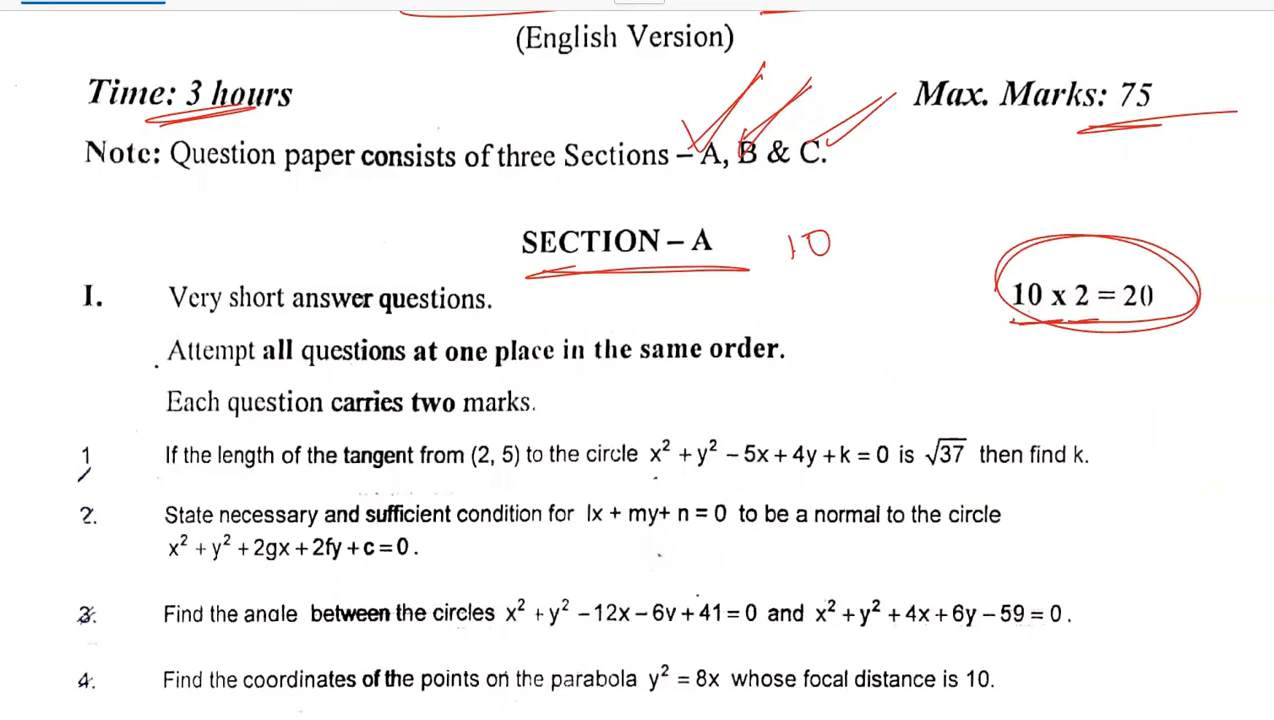 (English Version)
Time: 3 hours Max. Marks: 75
Note: Question paper consists of three Sections – A, B & C.
SECTION – A 10
I. Very short answer questions. 10 x 2 = 20
Attempt all questions at one place in the same order.
Each question carries two marks.
1 If the length of the tangent from (2, 5) to the circle x² + y² – 5x + 4y + k = 0 is √37 then find k.
2. State necessary and sufficient condition for lx + my+ n = 0 to be a normal to the circle
x² + y² + 2gx + 2fy + c = 0 .
3. Find the angle between the circles x² + y² – 12x – 6y + 41 = 0 and x² + y² + 4x + 6y – 59 = 0 .
4. Find the coordinates of the points on the parabola y² = 8x whose focal distance is 10.